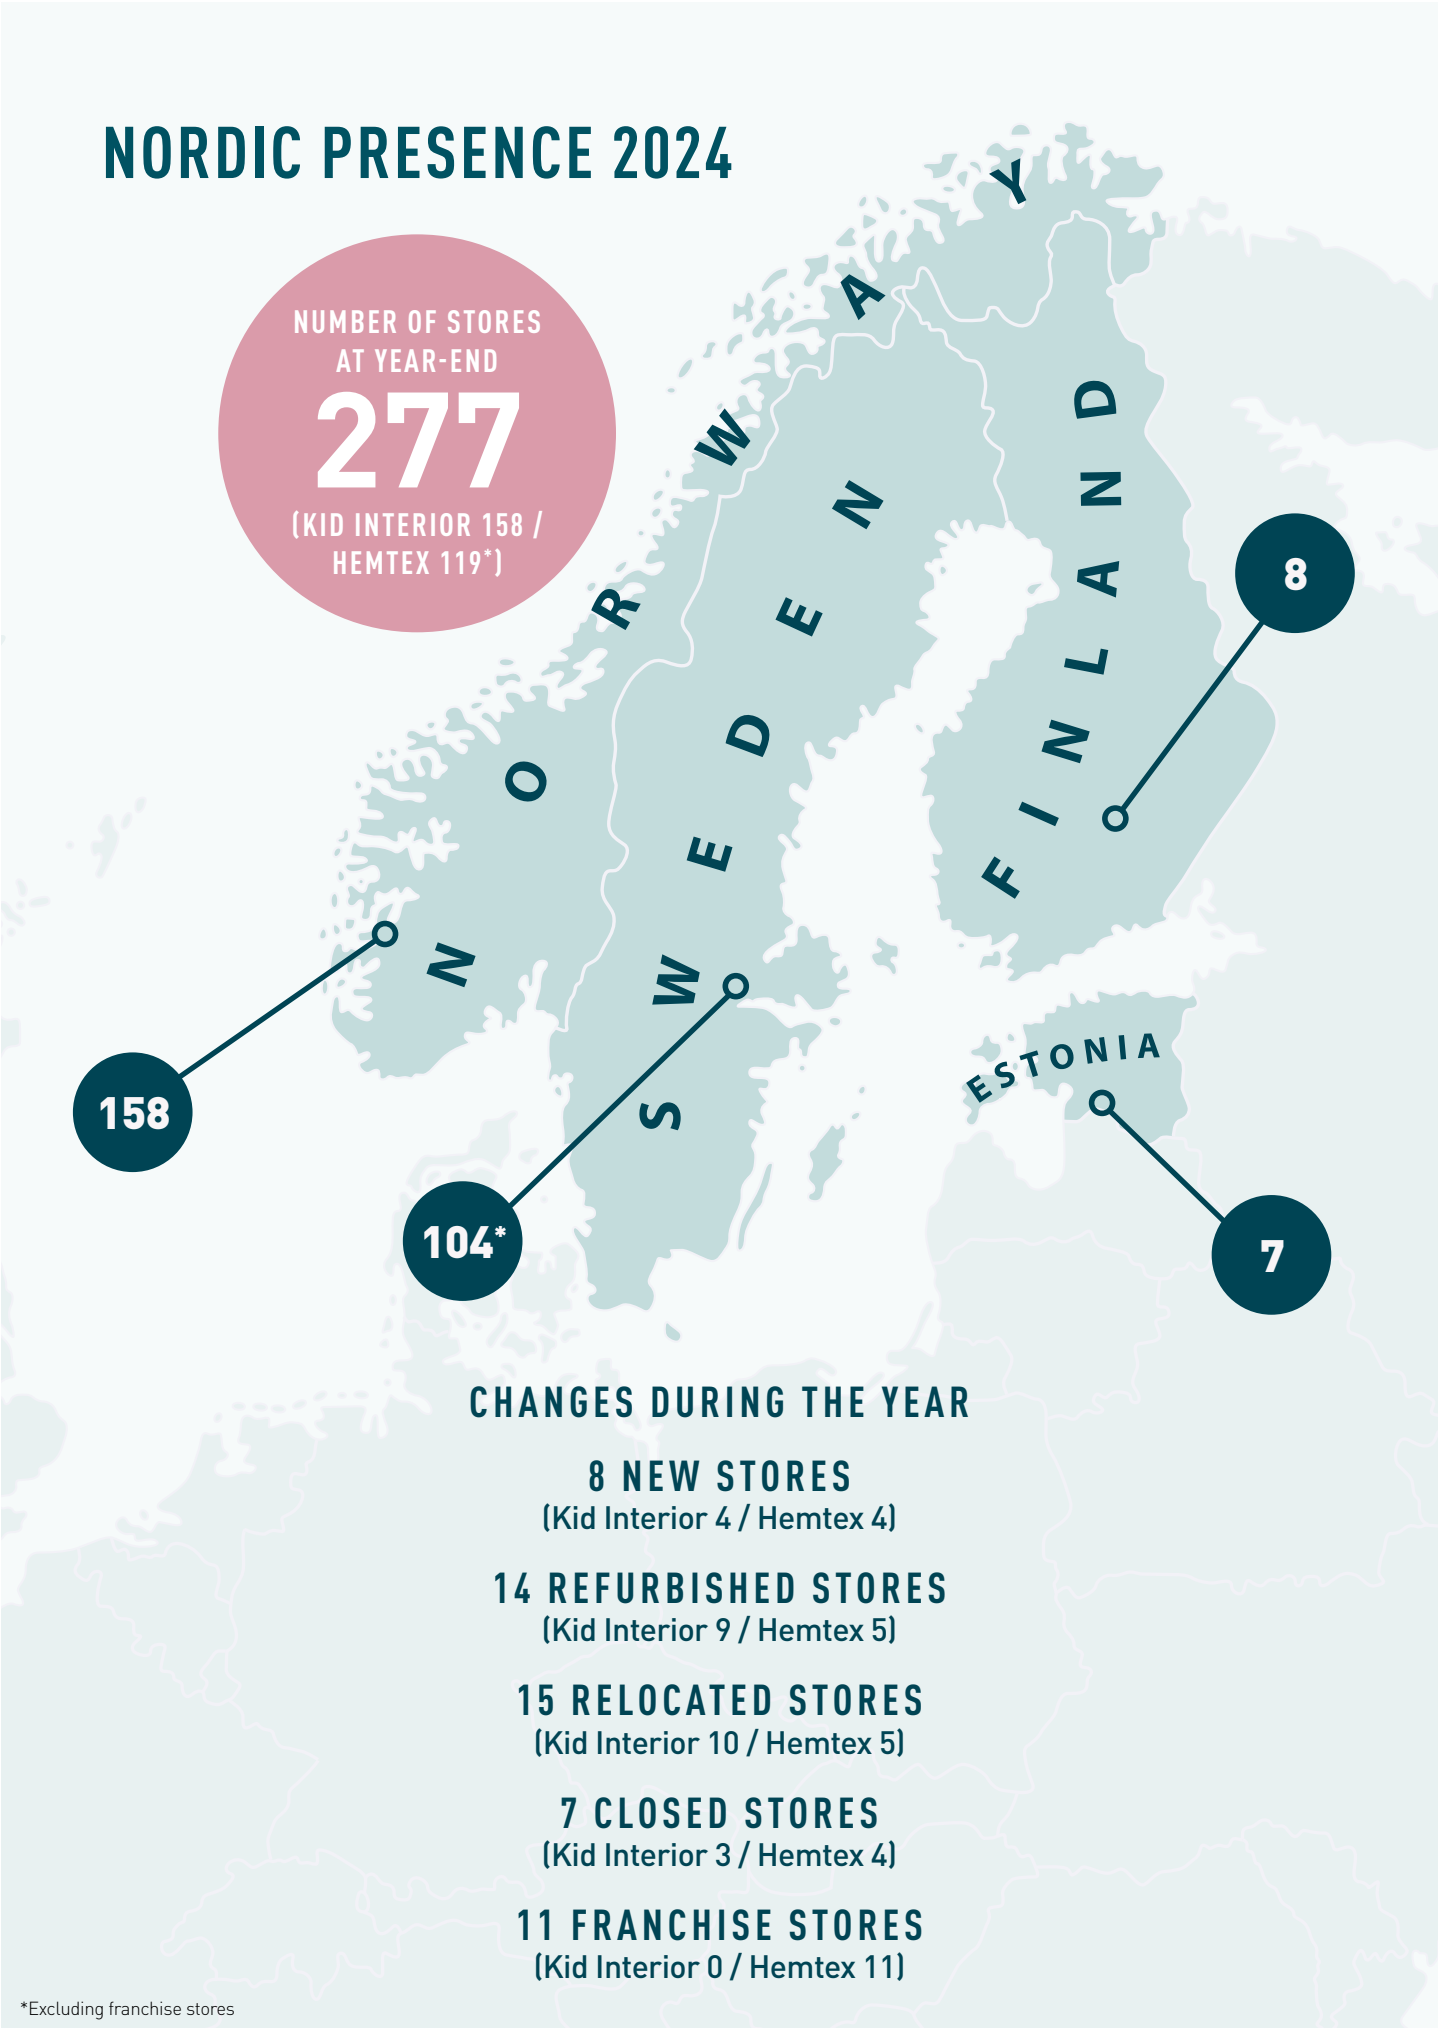 NORDIC PRESENCE 2024
NUMBER OF STORES
AT YEAR-END
277
(KID INTERIOR 158 /
HEMTEX 119*)
NORWAY
SWEDEN
FINLAND
8
158
ESTONIA
104*
7
CHANGES DURING THE YEAR
8 NEW STORES
(Kid Interior 4 / Hemtex 4)
14 REFURBISHED STORES
(Kid Interior 9 / Hemtex 5)
15 RELOCATED STORES
(Kid Interior 10 / Hemtex 5)
7 CLOSED STORES
(Kid Interior 3 / Hemtex 4)
11 FRANCHISE STORES
(Kid Interior 0 / Hemtex 11)
*Excluding franchise stores